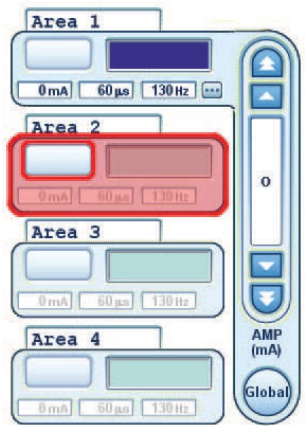 Area 1
0mA 60µs 130Hz ...
Area 2
0mA 60µs 130Hz
Area 3
0mA 60µs 130Hz
Area 4
0mA 60µs 130Hz
0
AMP
(mA)
Global